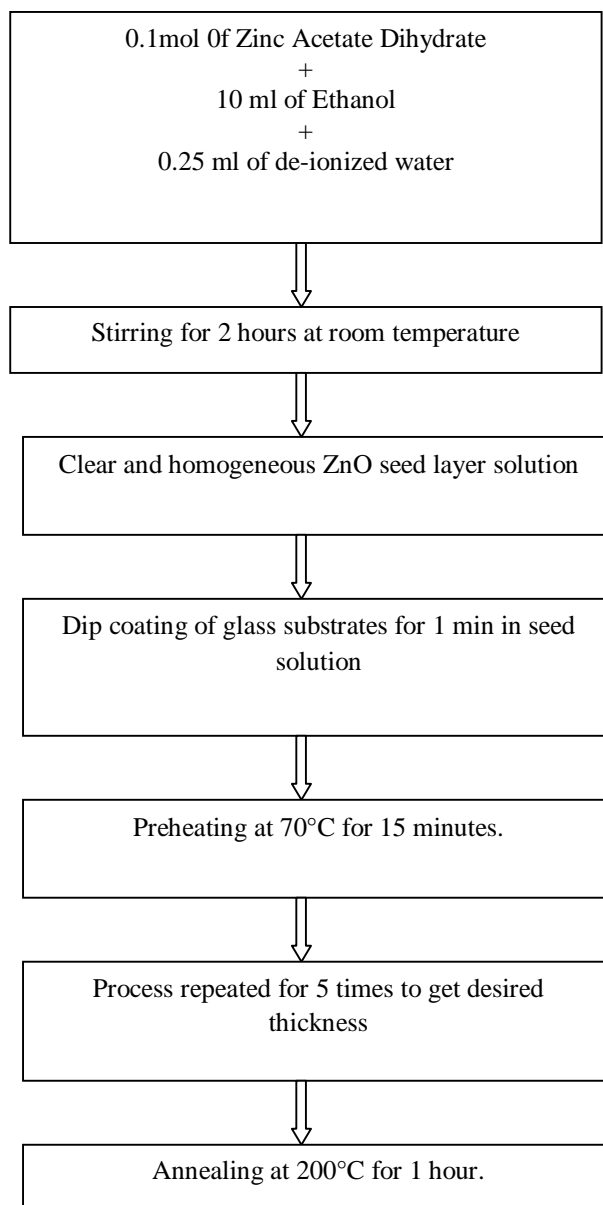 0.1mol 0f Zinc Acetate Dihydrate
+
10 ml of Ethanol
+
0.25 ml of de-ionized water
Stirring for 2 hours at room temperature
Clear and homogeneous ZnO seed layer solution
Dip coating of glass substrates for 1 min in seed
solution
Preheating at 70°C for 15 minutes.
Process repeated for 5 times to get desired
thickness
Annealing at 200°C for 1 hour.